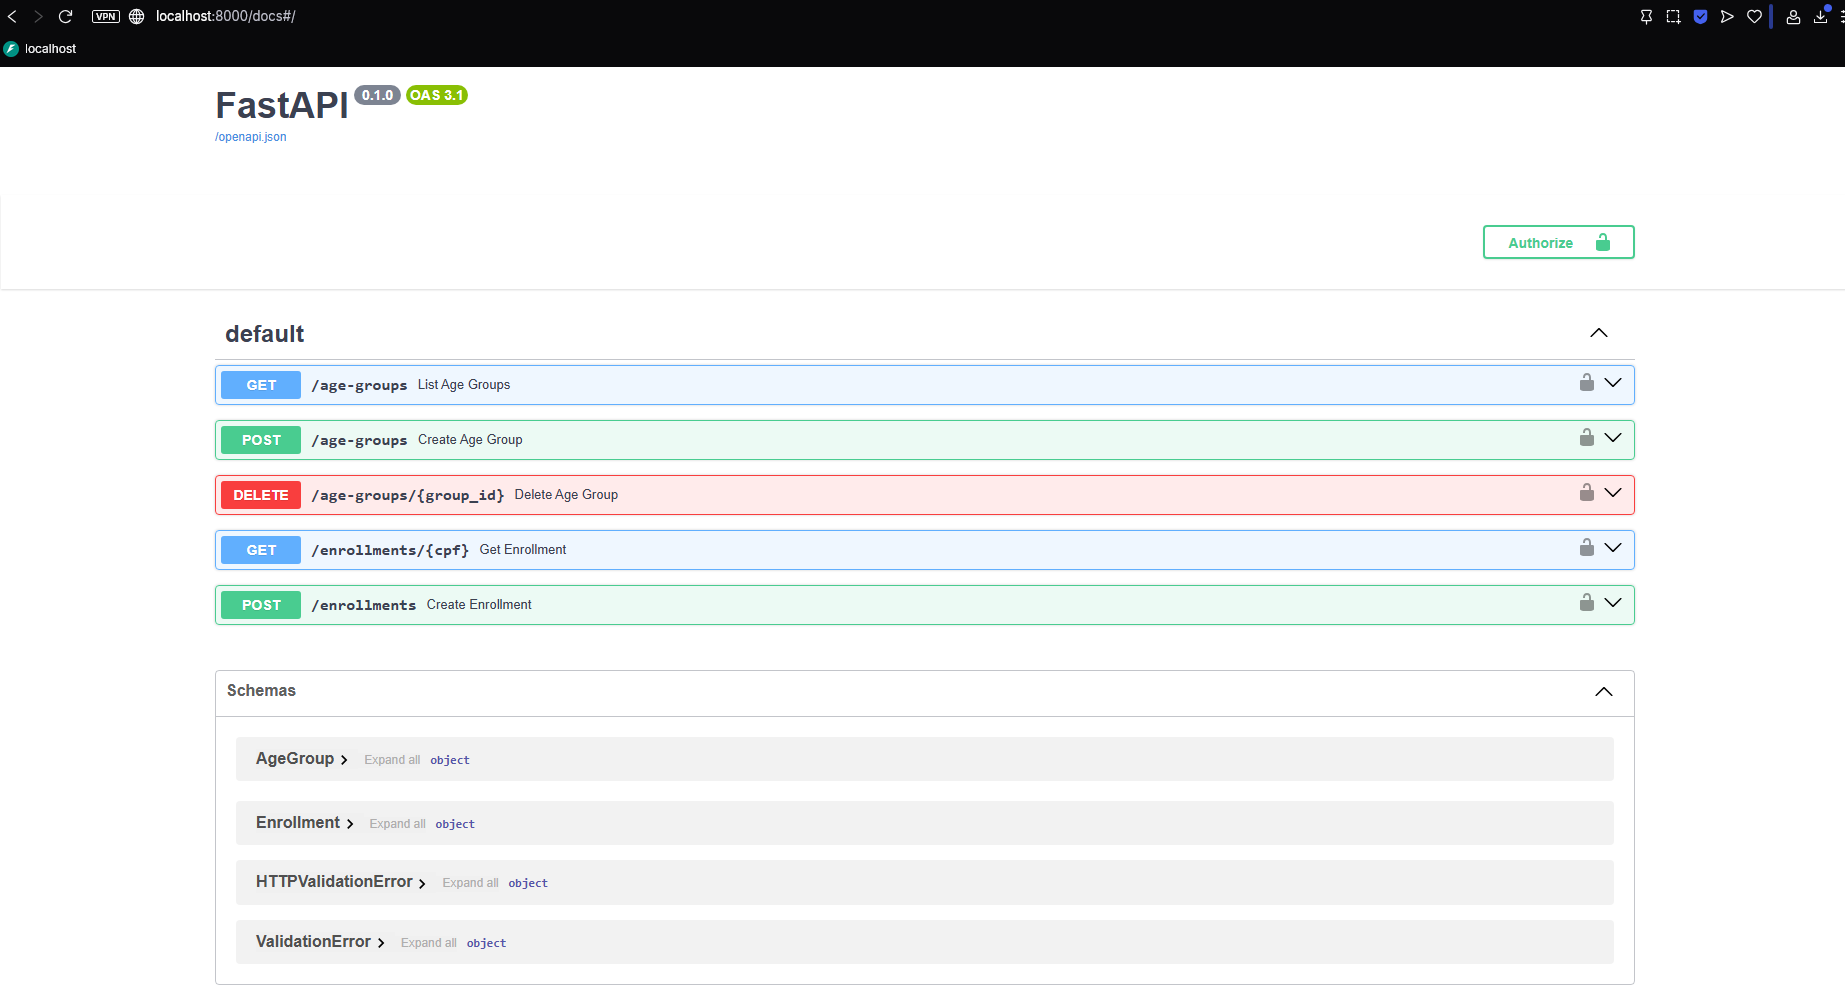 VPN localhost:8000/docs#/
localhost
FastAPI 0.1.0 OAS 3.1
/openapi.json
Authorize
default
GET /age-groups List Age Groups
POST /age-groups Create Age Group
DELETE /age-groups/{group_id} Delete Age Group
GET /enrollments/{cpf} Get Enrollment
POST /enrollments Create Enrollment
Schemas
AgeGroup Expand all object
Enrollment Expand all object
HTTPValidationError Expand all object
ValidationError Expand all object